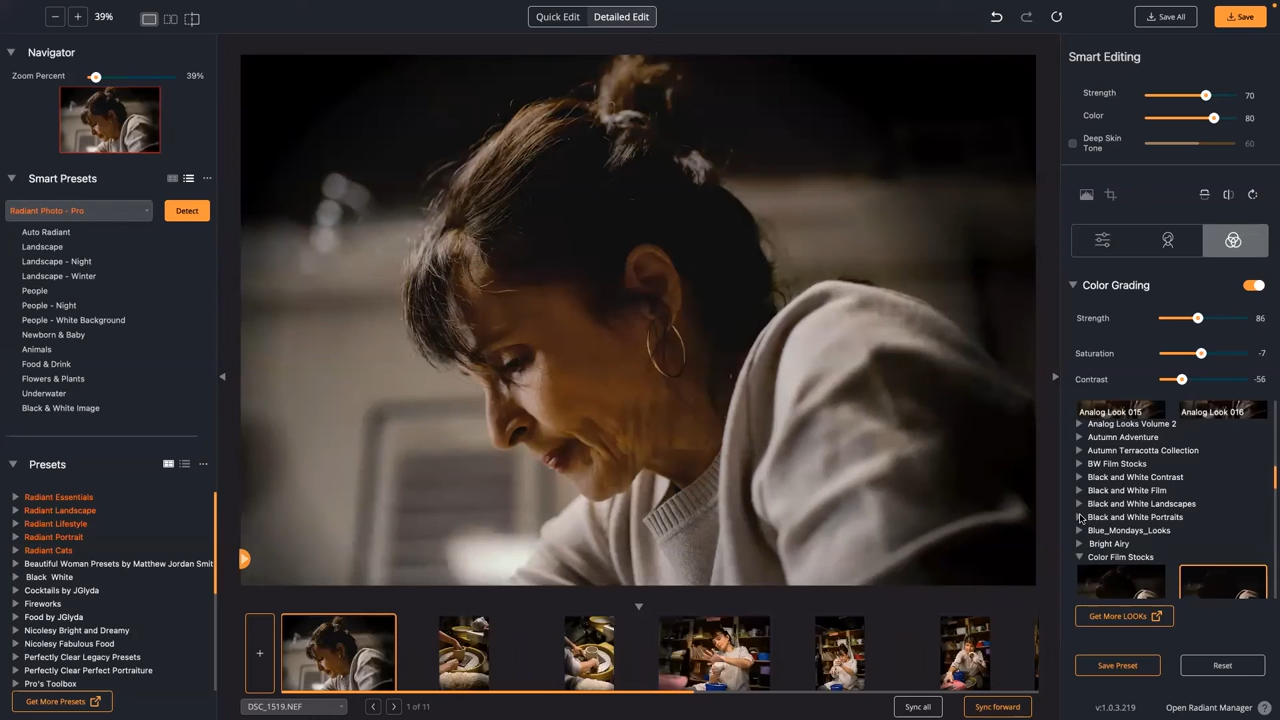 39%
Quick Edit
Detailed Edit
Save All
Save
Navigator
Zoom Percent
39%
Smart Presets
Radiant Photo - Pro
Detect
Auto Radiant
Landscape
Landscape - Night
Landscape - Winter
People
People - Night
People - White Background
Newborn & Baby
Animals
Food & Drink
Flowers & Plants
Underwater
Black & White Image
Presets
Radiant Essentials
Radiant Landscape
Radiant Lifestyle
Radiant Portrait
Radiant Cats
Beautiful Woman Presets by Matthew Jordan Smit
Black White
Cocktails by JGlyda
Fireworks
Food by JGlyda
Nicolesy Bright and Dreamy
Nicolesy Fabulous Food
Perfectly Clear Legacy Presets
Perfectly Clear Perfect Portraiture
Pro's Toolbox
Get More Presets
DSC_1519.NEF
1 of 11
Sync all
Sync forward
Smart Editing
Strength 70
Color 80
Deep Skin Tone 60
Color Grading
Strength 86
Saturation -7
Contrast -56
Analog Look 015
Analog Look 016
Analog Looks Volume 2
Autumn Adventure
Autumn Terracotta Collection
BW Film Stocks
Black and White Contrast
Black and White Film
Black and White Landscapes
Black and White Portraits
Blue_Mondays_Looks
Bright Airy
Color Film Stocks
Get More LOOKs
Save Preset
Reset
v:1.0.3.219
Open Radiant Manager